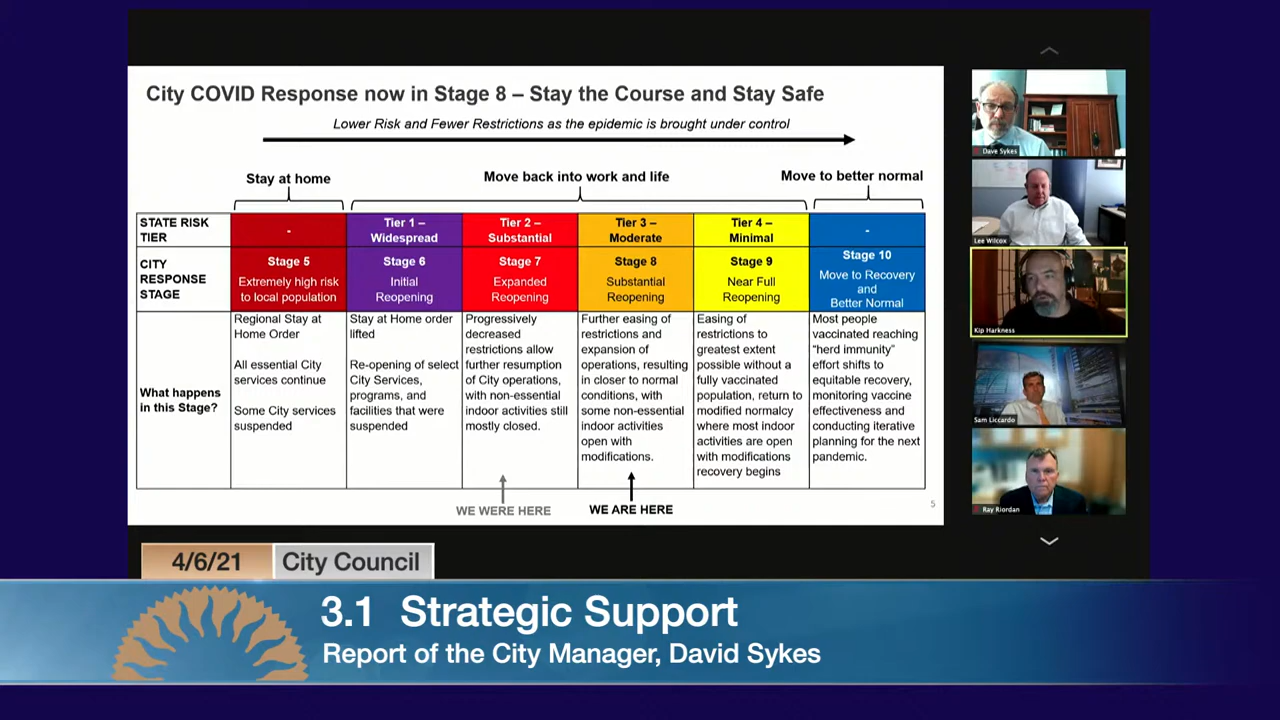 City COVID Response now in Stage 8 – Stay the Course and Stay Safe
Lower Risk and Fewer Restrictions as the epidemic is brought under control
Stay at home
Move back into work and life
Move to better normal
STATE RISK
TIER
-
Tier 1 –
Widespread
Tier 2 –
Substantial
Tier 3 –
Moderate
Tier 4 –
Minimal
-
CITY
RESPONSE
STAGE
Stage 5
Extremely high risk
to local population
Stage 6
Initial
Reopening
Stage 7
Expanded
Reopening
Stage 8
Substantial
Reopening
Stage 9
Near Full
Reopening
Stage 10
Move to Recovery
and
Better Normal
What happens
in this Stage?
Regional Stay at
Home Order
All essential City
services continue
Some City services
suspended
Stay at Home order
lifted
Re-opening of select
City Services,
programs, and
facilities that were
suspended
Progressively
decreased
restrictions allow
further resumption
of City operations,
with non-essential
indoor activities still
mostly closed.
Further easing of
restrictions and
expansion of
operations, resulting
in closer to normal
conditions, with
some non-essential
indoor activities
open with
modifications.
Easing of
restrictions to
greatest extent
possible without a
fully vaccinated
population, return to
modified normalcy
where most indoor
activities are open
with modifications
recovery begins
Most people
vaccinated reaching
“herd immunity”
effort shifts to
equitable recovery,
monitoring vaccine
effectiveness and
conducting iterative
planning for the next
pandemic.
WE WERE HERE
WE ARE HERE
5
Dave Sykes
Lee Wilcox
Kip Harkness
Sam Liccardo
Ray Riordan
4/6/21
City Council
3.1 Strategic Support
Report of the City Manager, David Sykes